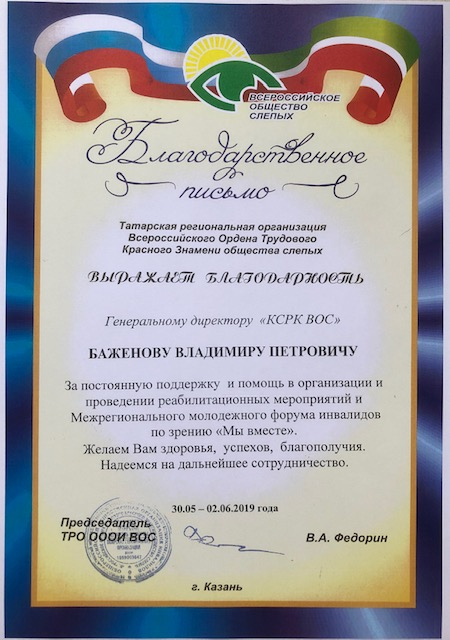 ВСЕРОССИЙСКОЕ
ОБЩЕСТВО
СЛЕПЫХ
Благодарственное
письмо
Татарская региональная организация
Всероссийского Ордена Трудового
Красного Знамени общества слепых
ВЫРАЖАЕТ БЛАГОДАРНОСТЬ
Генеральному директору «КСРК ВОС»
БАЖЕНОВУ ВЛАДИМИРУ ПЕТРОВИЧУ
За постоянную поддержку и помощь в организации и
проведении реабилитационных мероприятий и
Межрегионального молодежного форума инвалидов
по зрению «Мы вместе».
Желаем Вам здоровья, успехов, благополучия.
Надеемся на дальнейшее сотрудничество.
30.05 – 02.06.2019 года
Председатель
ТРО ОООИ ВОС
В.А. Федорин
г. Казань